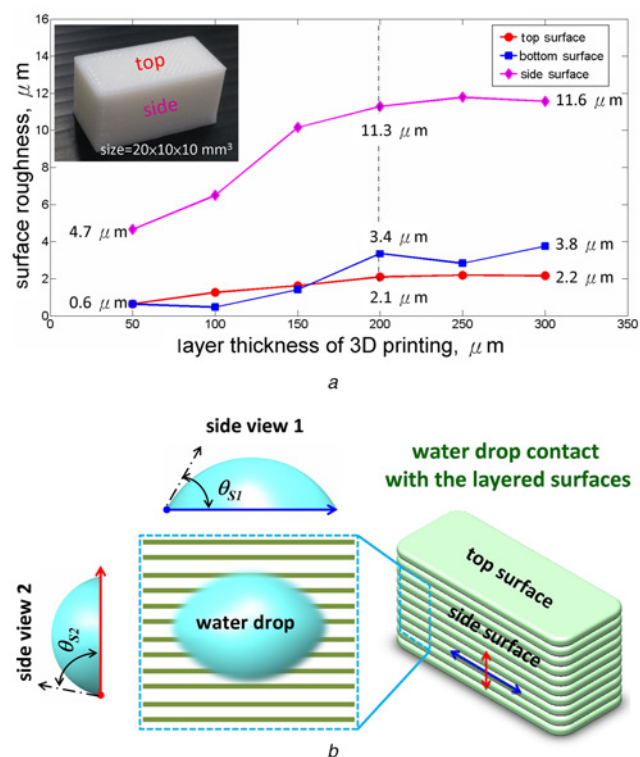 16
14
12
10
8
6
4
2
0
surface roughness, μm
top
side
size=20x10x10 mm³
top surface
bottom surface
side surface
4.7 μm
0.6 μm
11.3 μm
3.4 μm
2.1 μm
11.6 μm
3.8 μm
2.2 μm
0 50 100 150 200 250 300 350
layer thickness of 3D printing, μm
a
side view 1
θS1
side view 2
θS2
water drop
water drop contact
with the layered surfaces
top surface
side surface
b